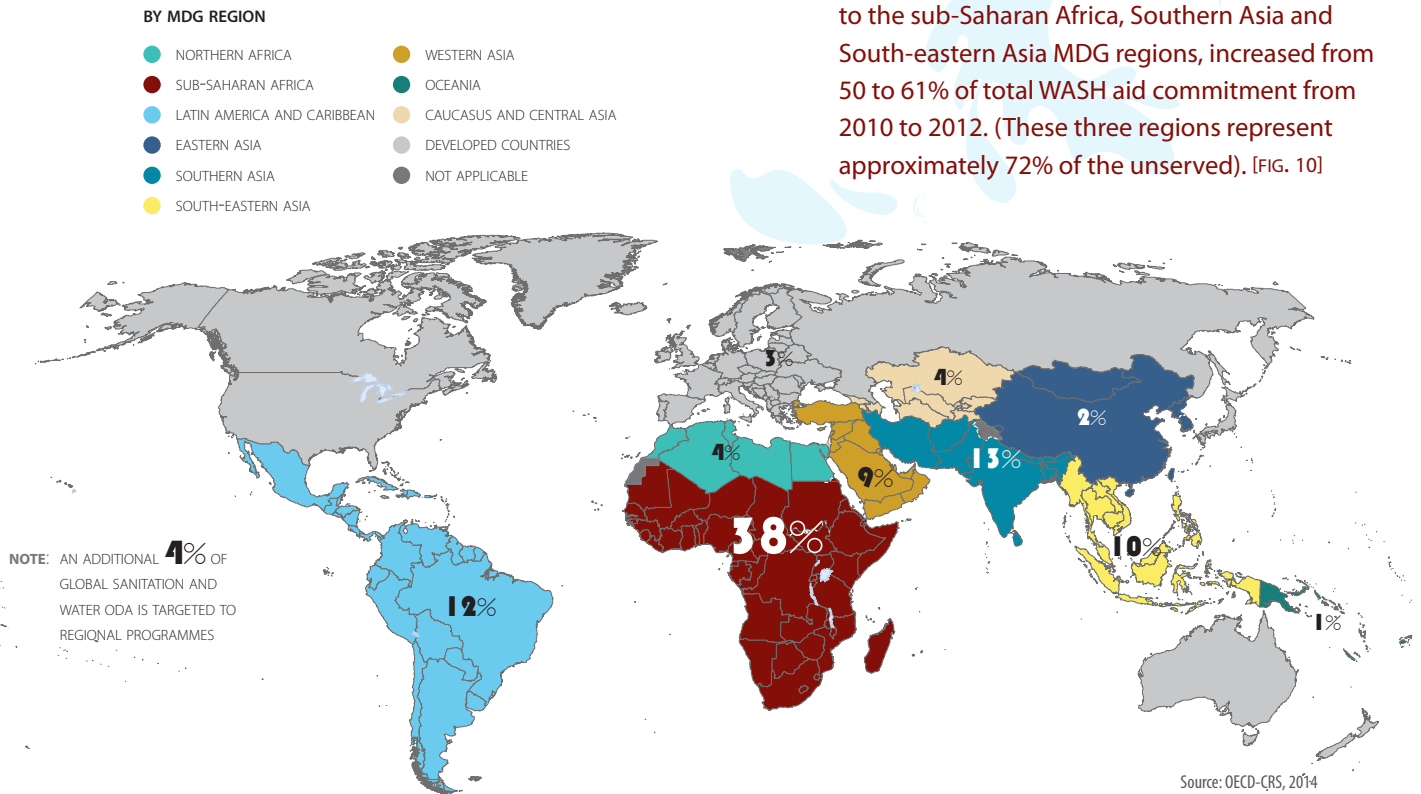 BY MDG REGION
NORTHERN AFRICA
SUB-SAHARAN AFRICA
LATIN AMERICA AND CARIBBEAN
EASTERN ASIA
SOUTHERN ASIA
SOUTH-EASTERN ASIA
WESTERN ASIA
OCEANIA
CAUCASUS AND CENTRAL ASIA
DEVELOPED COUNTRIES
NOT APPLICABLE
to the sub-Saharan Africa, Southern Asia and
South-eastern Asia MDG regions, increased from
50 to 61% of total WASH aid commitment from
2010 to 2012. (These three regions represent
approximately 72% of the unserved). [FIG. 10]
3%
4%
2%
4%
13%
9%
38%
10%
12%
1%
NOTE: AN ADDITIONAL 4% OF
GLOBAL SANITATION AND
WATER ODA IS TARGETED TO
REGIONAL PROGRAMMES
Source: OECD-CRS, 2014